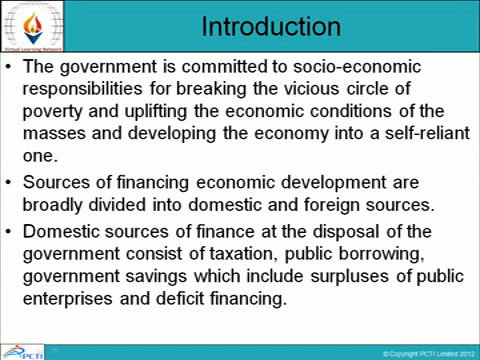 Introduction
Virtual Learning Network
• The government is committed to socio-economic
responsibilities for breaking the vicious circle of
poverty and uplifting the economic conditions of the
masses and developing the economy into a self-reliant
one.
• Sources of financing economic development are
broadly divided into domestic and foreign sources.
• Domestic sources of finance at the disposal of the
government consist of taxation, public borrowing,
government savings which include surpluses of public
enterprises and deficit financing.
PCTI
© Copyright PCTI Limited 2012